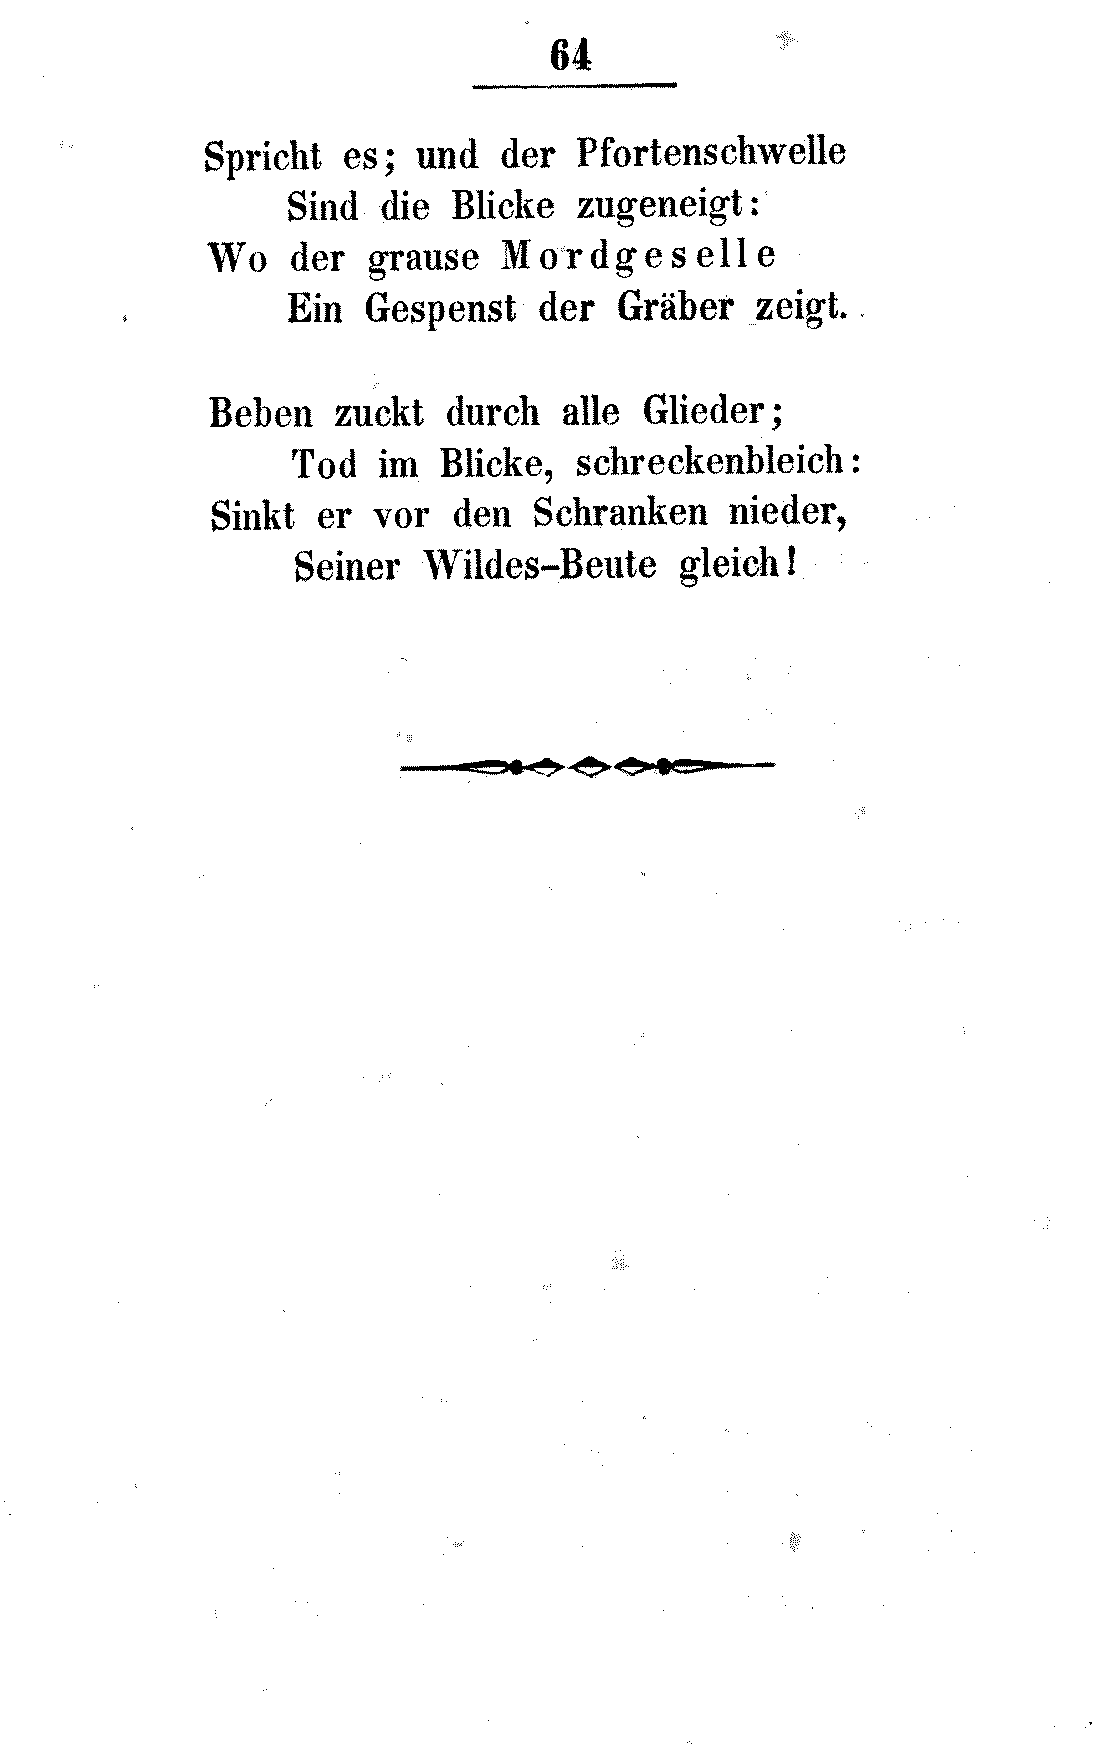 64
Spricht es; und der Pfortenschwelle
Sind die Blicke zugeneigt:
Wo der grause Mordgeselle
Ein Gespenst der Gräber zeigt.
Beben zuckt durch alle Glieder;
Tod im Blicke, schreckenbleich:
Sinkt er vor den Schranken nieder,
Seiner Wildes-Beute gleich!